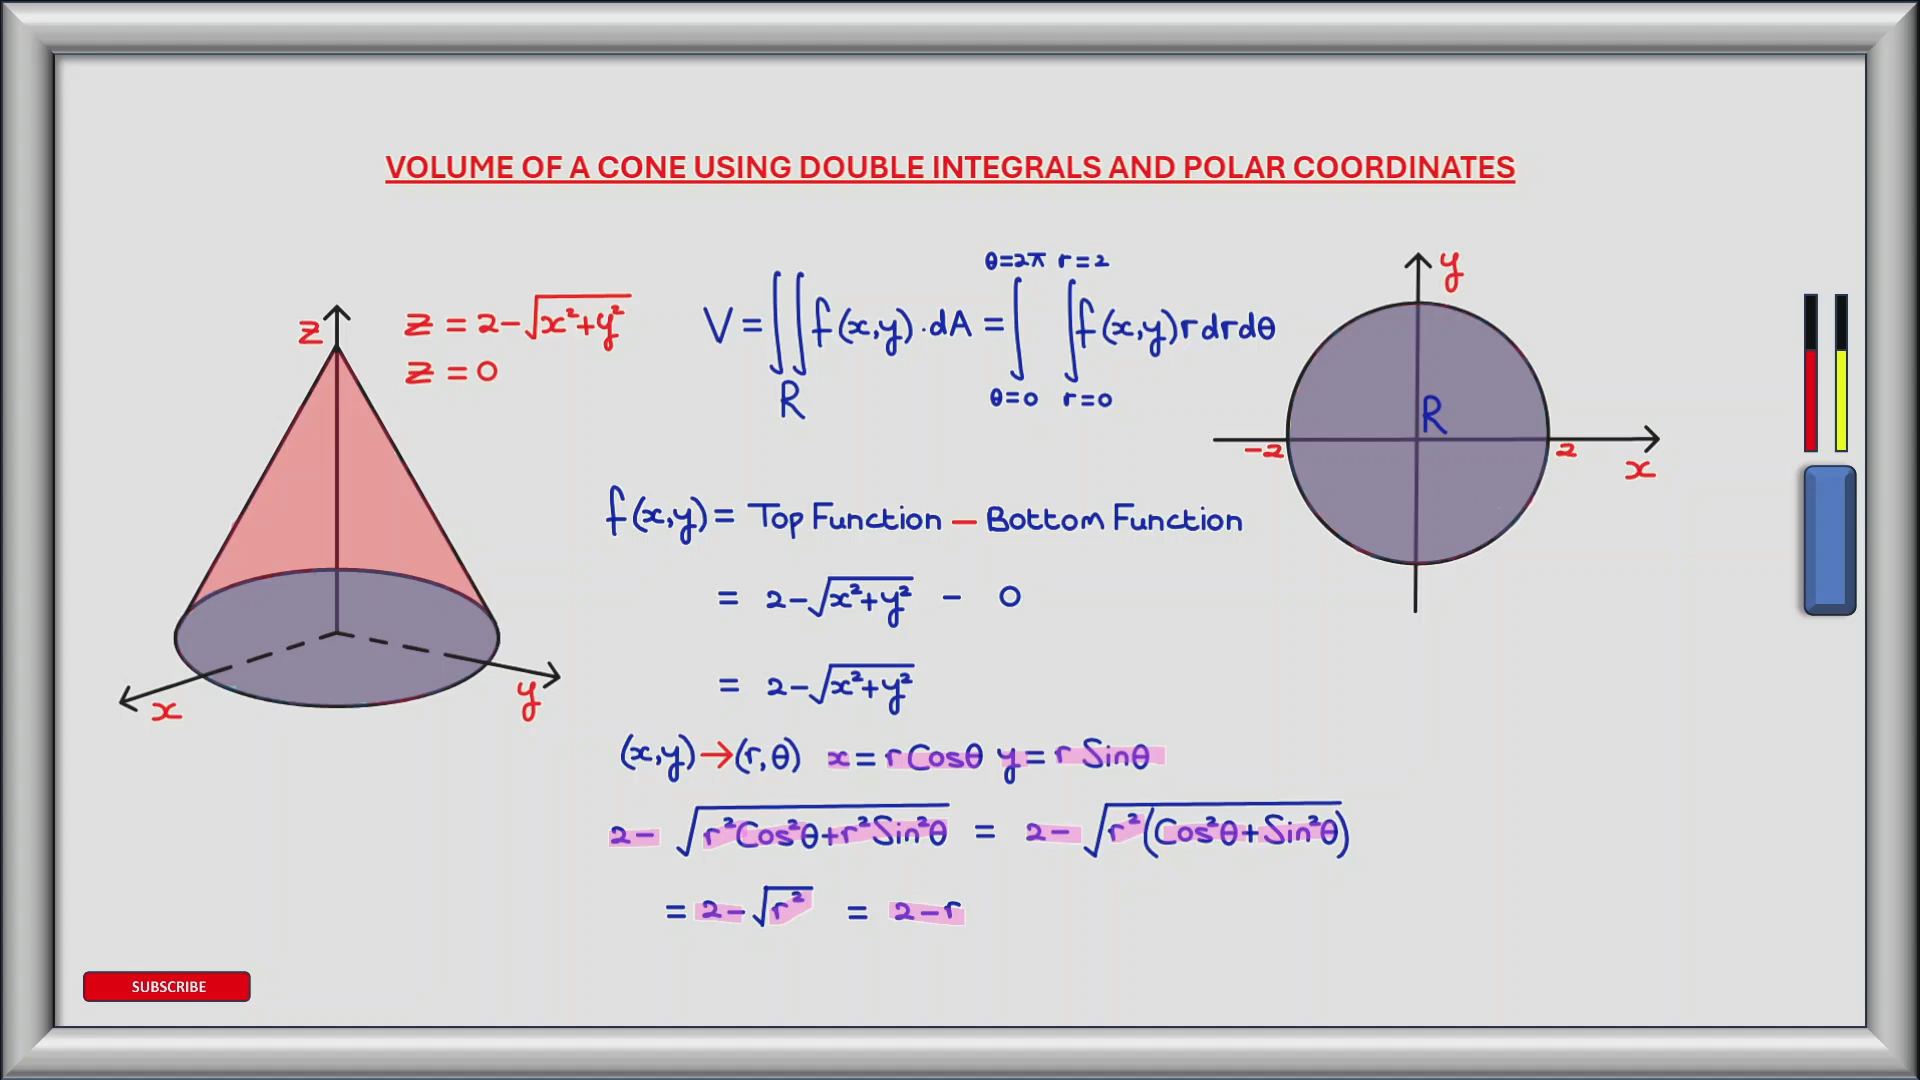 VOLUME OF A CONE USING DOUBLE INTEGRALS AND POLAR COORDINATES
z
z = 2-√(x²+y²)
z = 0
x
y
θ=2π r=2
V = ∬ f(x,y).dA = ∫ ∫ f(x,y)rdrdθ
R
θ=0 r=0
y
R
-2
2
x
f(x,y) = Top Function - Bottom Function
= 2-√(x²+y²) - 0
= 2-√(x²+y²)
(x,y)→(r,θ) x = r Cosθ y = r Sinθ
2- √(r²Cos²θ+r²Sin²θ) = 2- √(r²(Cos²θ+Sin²θ))
= 2-√(r²) = 2-r
SUBSCRIBE